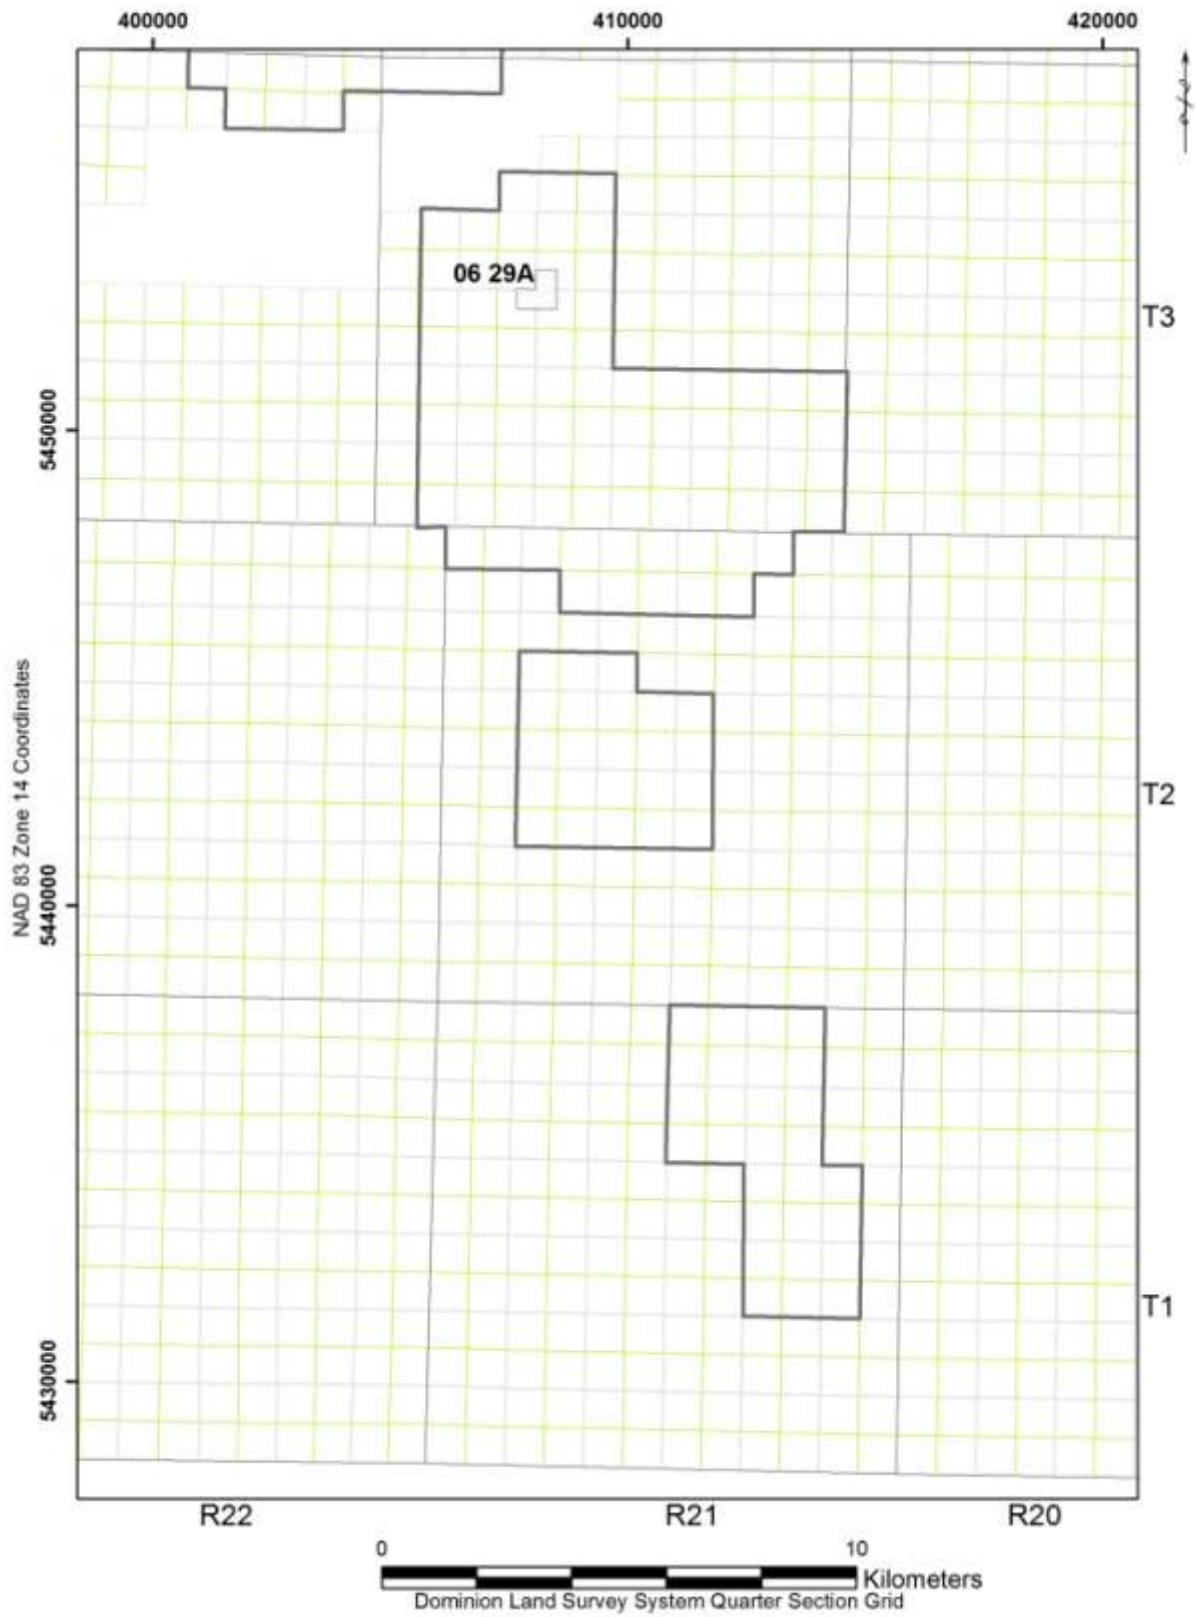 400000 410000 420000
06 29A
T3
5450000
NAD 83 Zone 14 Coordinates
T2
5440000
T1
5430000
R22 R21 R20
0 10
Kilometers
Dominion Land Survey System Quarter Section Grid